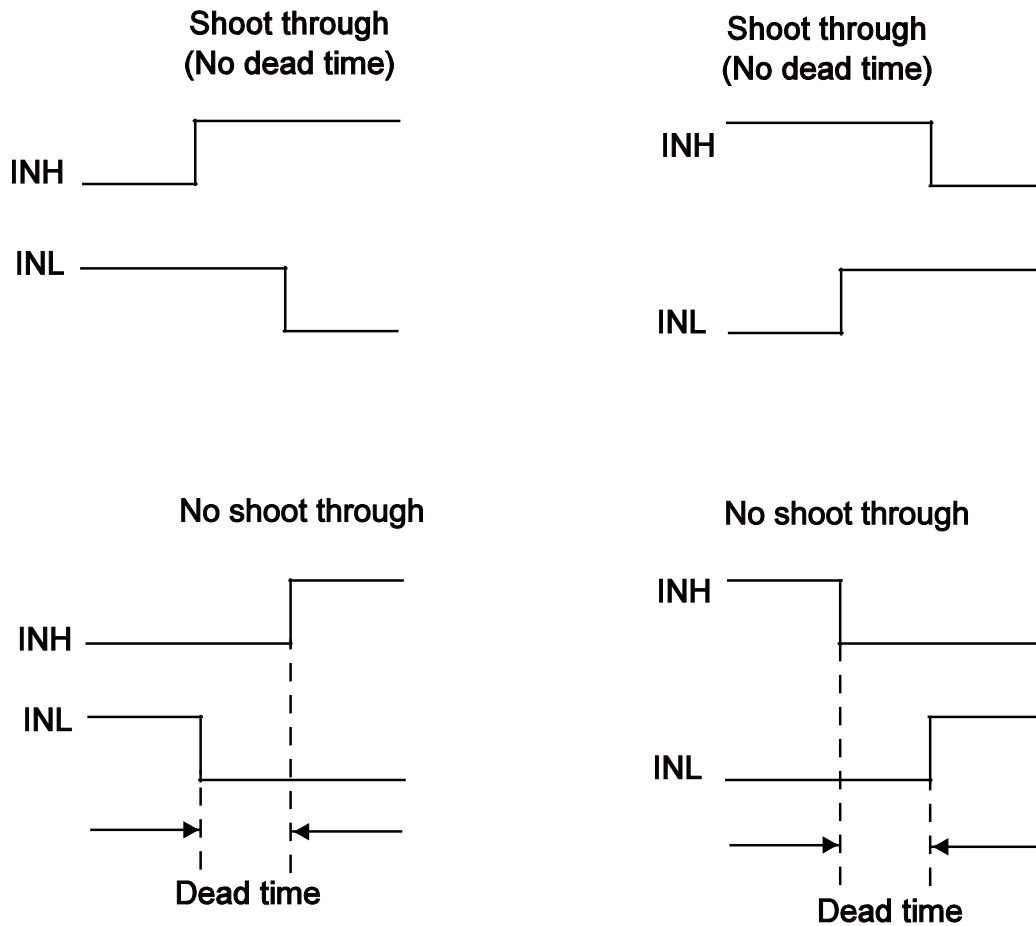 Shoot through
(No dead time)
INH
INL
Shoot through
(No dead time)
INH
INL
No shoot through
INH
INL
Dead time
No shoot through
INH
INL
Dead time